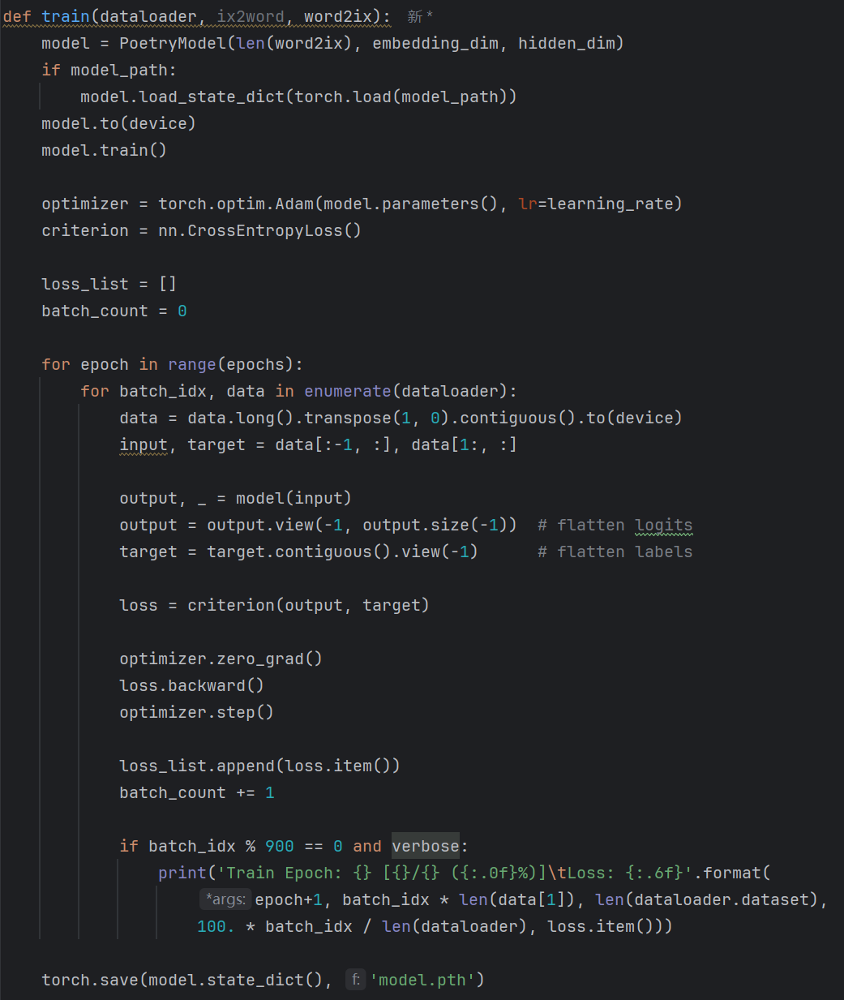 def train(dataloader, ix2word, word2ix): 新 *
    model = PoetryModel(len(word2ix), embedding_dim, hidden_dim)
    if model_path:
        model.load_state_dict(torch.load(model_path))
    model.to(device)
    model.train()

    optimizer = torch.optim.Adam(model.parameters(), lr=learning_rate)
    criterion = nn.CrossEntropyLoss()

    loss_list = []
    batch_count = 0

    for epoch in range(epochs):
        for batch_idx, data in enumerate(dataloader):
            data = data.long().transpose(1, 0).contiguous().to(device)
            input, target = data[:-1, :], data[1:, :]

            output, _ = model(input)
            output = output.view(-1, output.size(-1))  # flatten logits
            target = target.contiguous().view(-1)      # flatten labels

            loss = criterion(output, target)

            optimizer.zero_grad()
            loss.backward()
            optimizer.step()

            loss_list.append(loss.item())
            batch_count += 1

            if batch_idx % 900 == 0 and verbose:
                print('Train Epoch: {} [{}/{} ({:.0f}%)]\tLoss: {:.6f}'.format(
                    *args: epoch+1, batch_idx * len(data[1]), len(dataloader.dataset),
                    100. * batch_idx / len(dataloader), loss.item()))

    torch.save(model.state_dict(), f: 'model.pth')